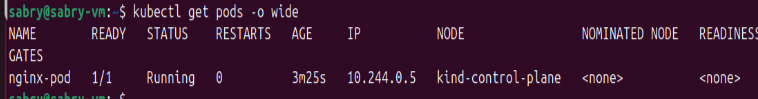 sabry@sabry-vm:~$ kubectl get pods -o wide
NAME READY STATUS RESTARTS AGE IP NODE NOMINATED NODE READINESS
GATES
nginx-pod 1/1 Running 0 3m25s 10.244.0.5 kind-control-plane <none> <none>
sabry@sabry-vm:~$